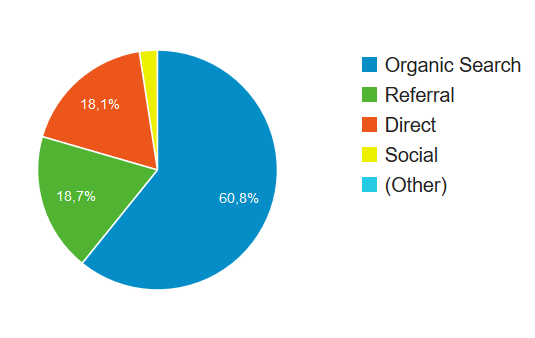 Organic Search
Referral
Direct
Social
(Other)
18,1%
18,7%
60,8%